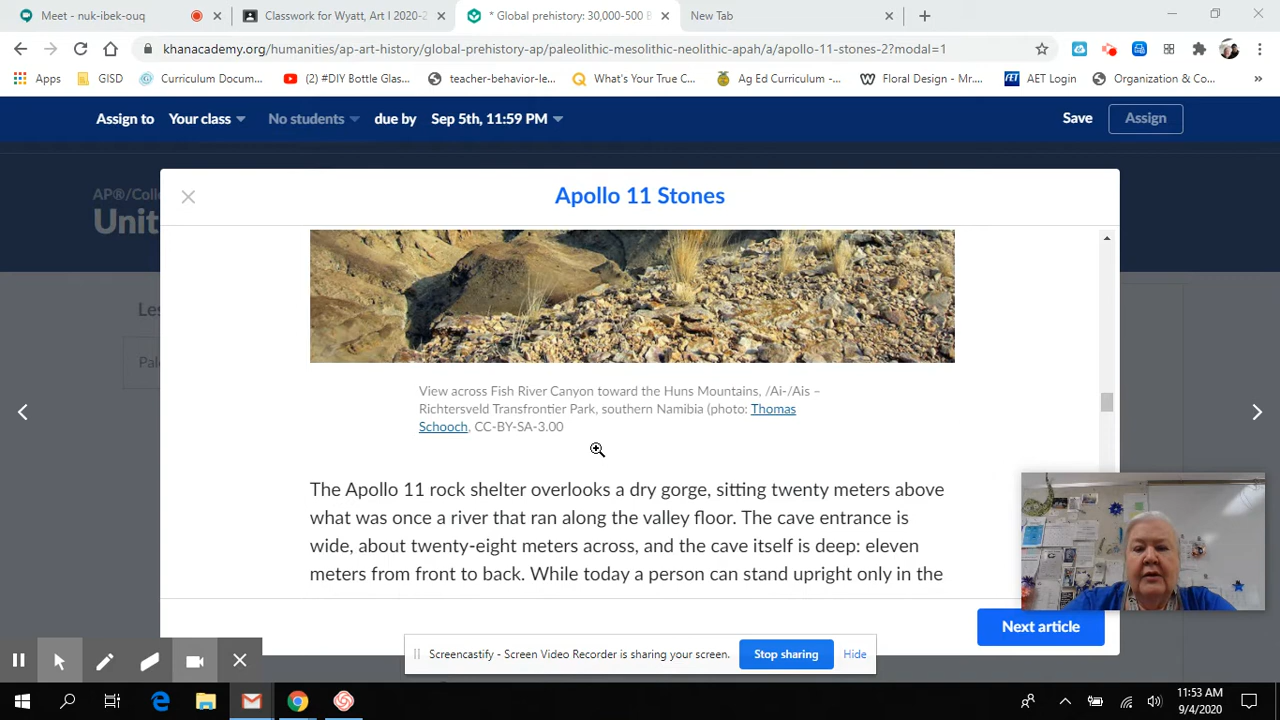 Meet - nuk-ibek-ouq
Classwork for Wyatt, Art I 2020-2
* Global prehistory: 30,000-500 B
New Tab
khanacademy.org/humanities/ap-art-history/global-prehistory-ap/paleolithic-mesolithic-neolithic-apah/a/apollo-11-stones-2?modal=1
Apps
GISD
Curriculum Docum...
(2) #DIY Bottle Glas...
teacher-behavior-le...
What's Your True C...
Ag Ed Curriculum -...
Floral Design - Mr....
AET Login
Organization & Co...
Assign to Your class No students due by Sep 5th, 11:59 PM
Save
Assign
AP®/Colle
Unit
Les
Pale
Apollo 11 Stones
View across Fish River Canyon toward the Huns Mountains, /Ai-/Ais –
Richtersveld Transfrontier Park, southern Namibia (photo: Thomas
Schooch, CC-BY-SA-3.00
The Apollo 11 rock shelter overlooks a dry gorge, sitting twenty meters above
what was once a river that ran along the valley floor. The cave entrance is
wide, about twenty-eight meters across, and the cave itself is deep: eleven
meters from front to back. While today a person can stand upright only in the
Next article
Screencastify - Screen Video Recorder is sharing your screen.
Stop sharing
Hide
11:53 AM
9/4/2020